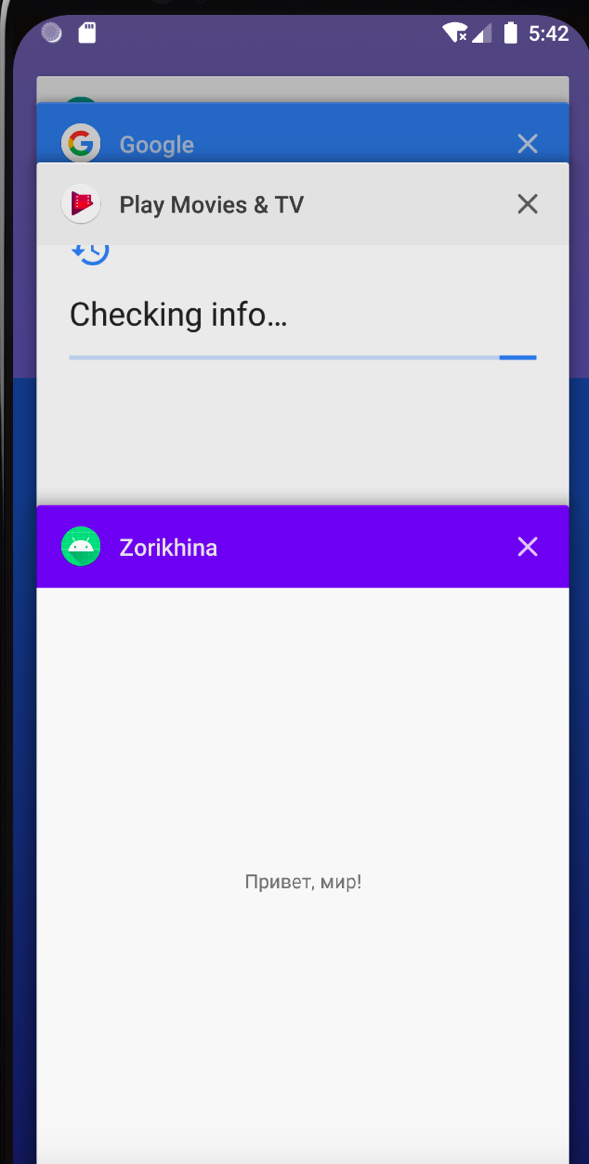 5:42
Google
Play Movies & TV
Checking info…
Zorikhina
Привет, мир!